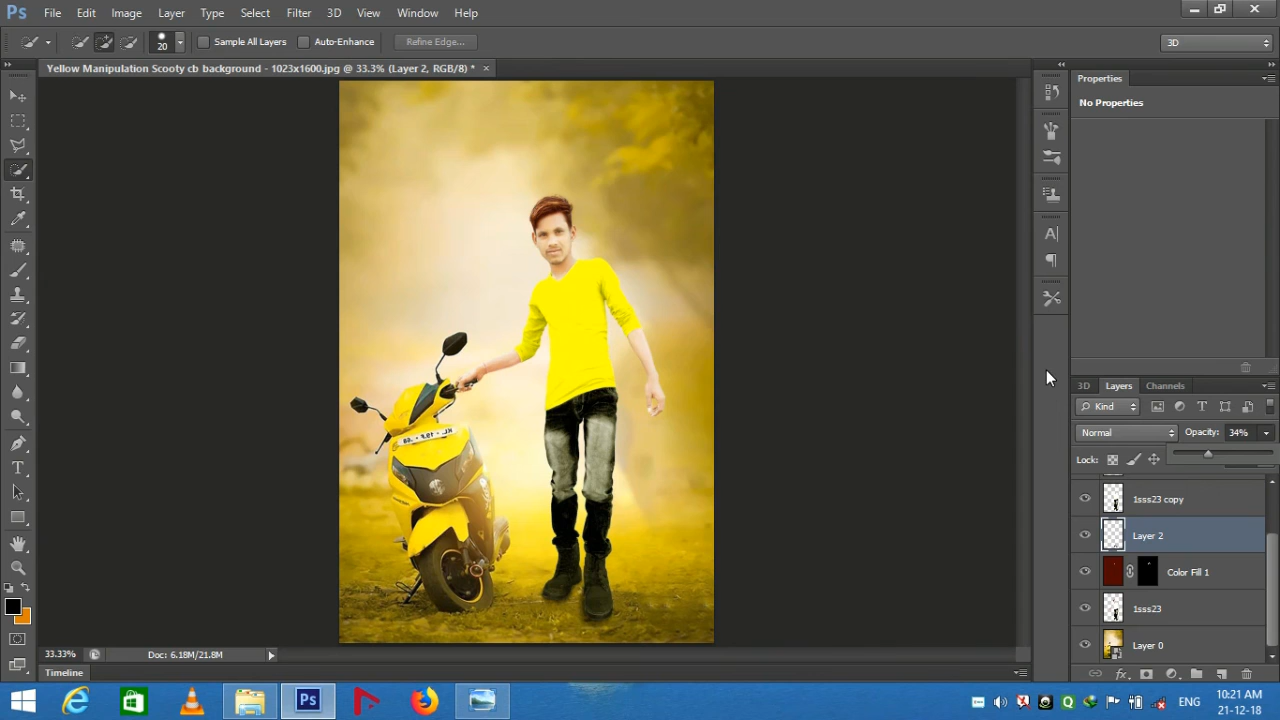 Ps File Edit Image Layer Type Select Filter 3D View Window Help
20 Sample All Layers Auto-Enhance Refine Edge... 3D
Yellow Manipulation Scooty cb background - 1023x1600.jpg @ 33.3% (Layer 2, RGB/8) * ×
Properties
No Properties
3D Layers Channels
Kind
Normal Opacity: 34%
Lock:
1sss23 copy
Layer 2
Color Fill 1
1sss23
Layer 0
33.33% Doc: 6.18M/21.8M
Timeline
Ps ENG 10:21 AM
21-12-18